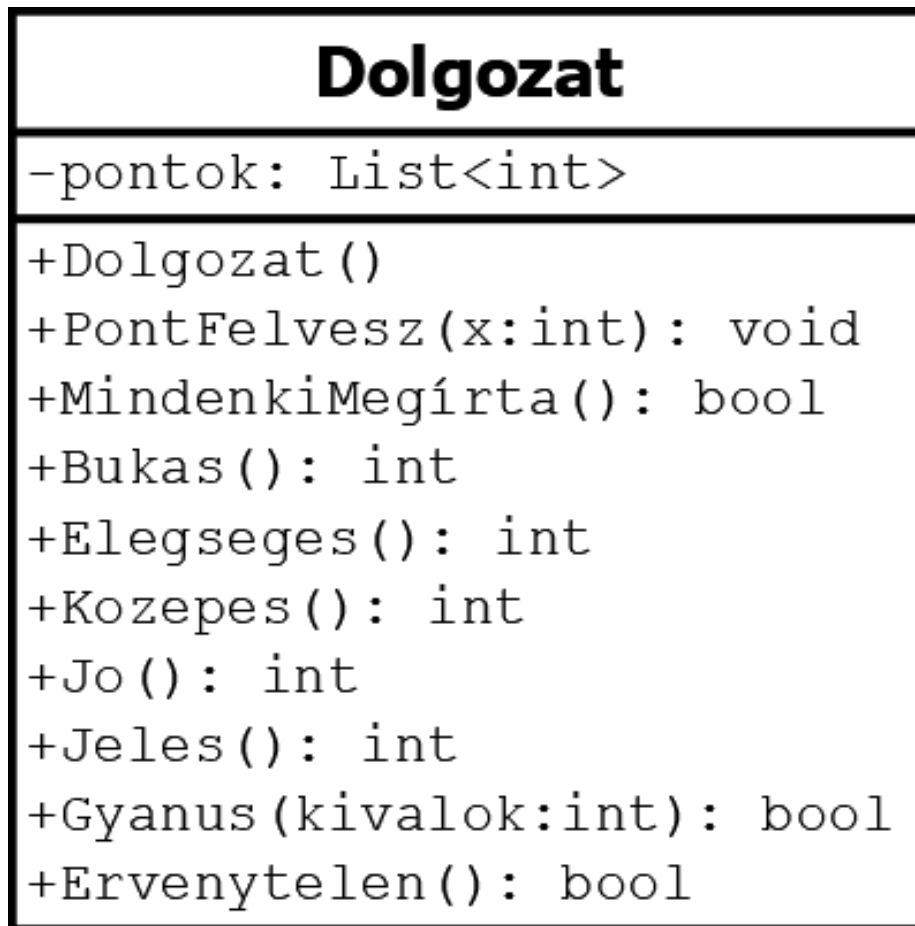 Dolgozat
-pontok: List<int>
+Dolgozat()
+PontFelvesz(x:int): void
+MindenkiMegírta(): bool
+Bukas(): int
+Elegseges(): int
+Kozepes(): int
+Jo(): int
+Jeles(): int
+Gyanus(kivalok:int): bool
+Ervenytelen(): bool